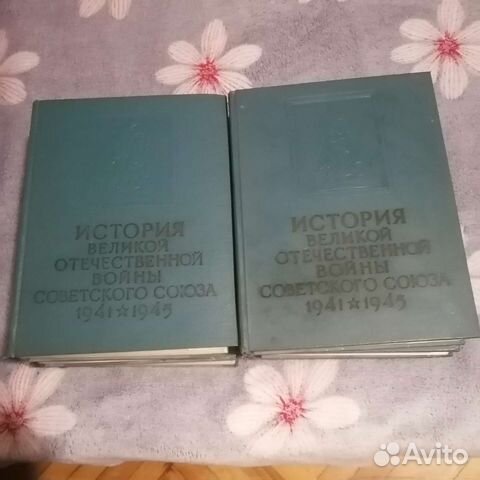 ИСТОРИЯ
ВЕЛИКОЙ
ОТЕЧЕСТВЕННОЙ
ВОЙНЫ
СОВЕТСКОГО СОЮЗА
1941 ★ 1945
ИСТОРИЯ
ВЕЛИКОЙ
ОТЕЧЕСТВЕННОЙ
ВОЙНЫ
СОВЕТСКОГО СОЮЗА
1941 ★ 1945
Avito